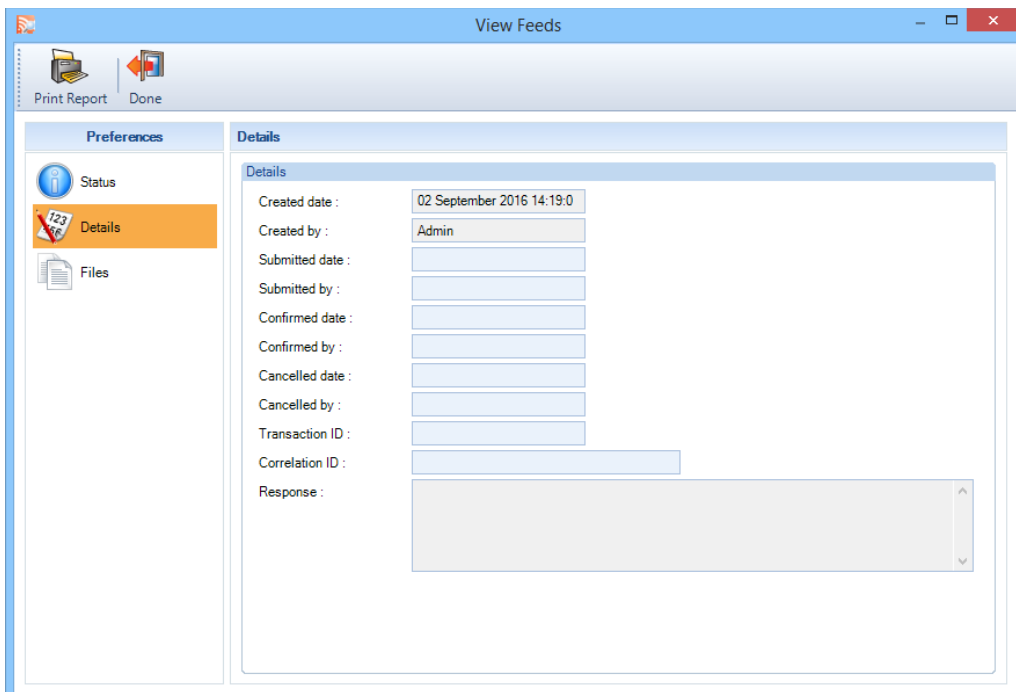 View Feeds
Print Report Done
Preferences
Status
Details
Files
Details
Details
Created date : 02 September 2016 14:19:0
Created by : Admin
Submitted date :
Submitted by :
Confirmed date :
Confirmed by :
Cancelled date :
Cancelled by :
Transaction ID :
Correlation ID :
Response :